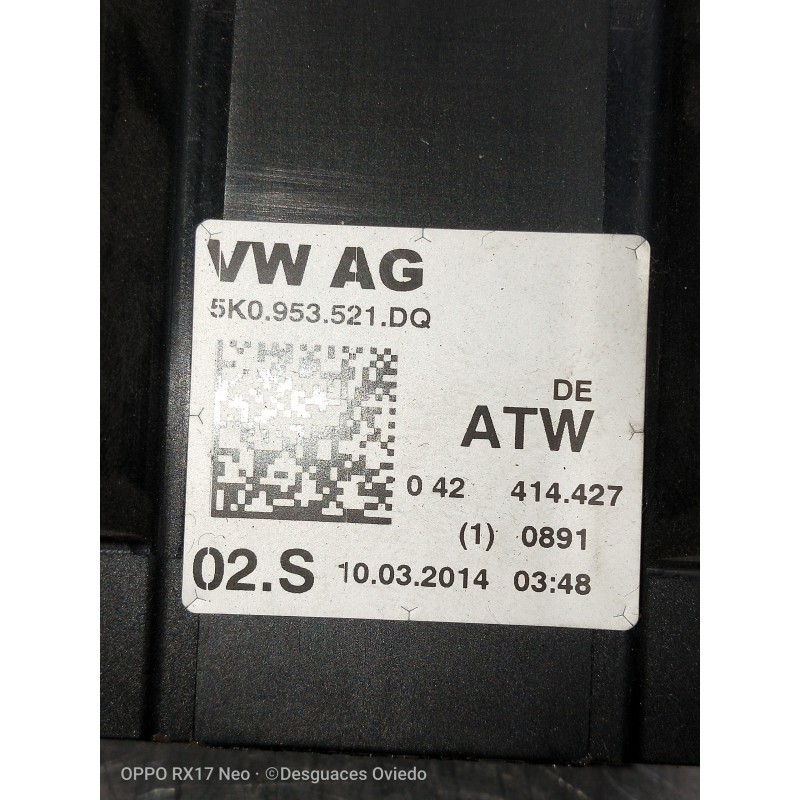 VW AG
5K0.953.521.DQ
DE
ATW
0 42 414.427
(1) 0891
02.S 10.03.2014 03:48
OPPO RX17 Neo · ©Desguaces Oviedo